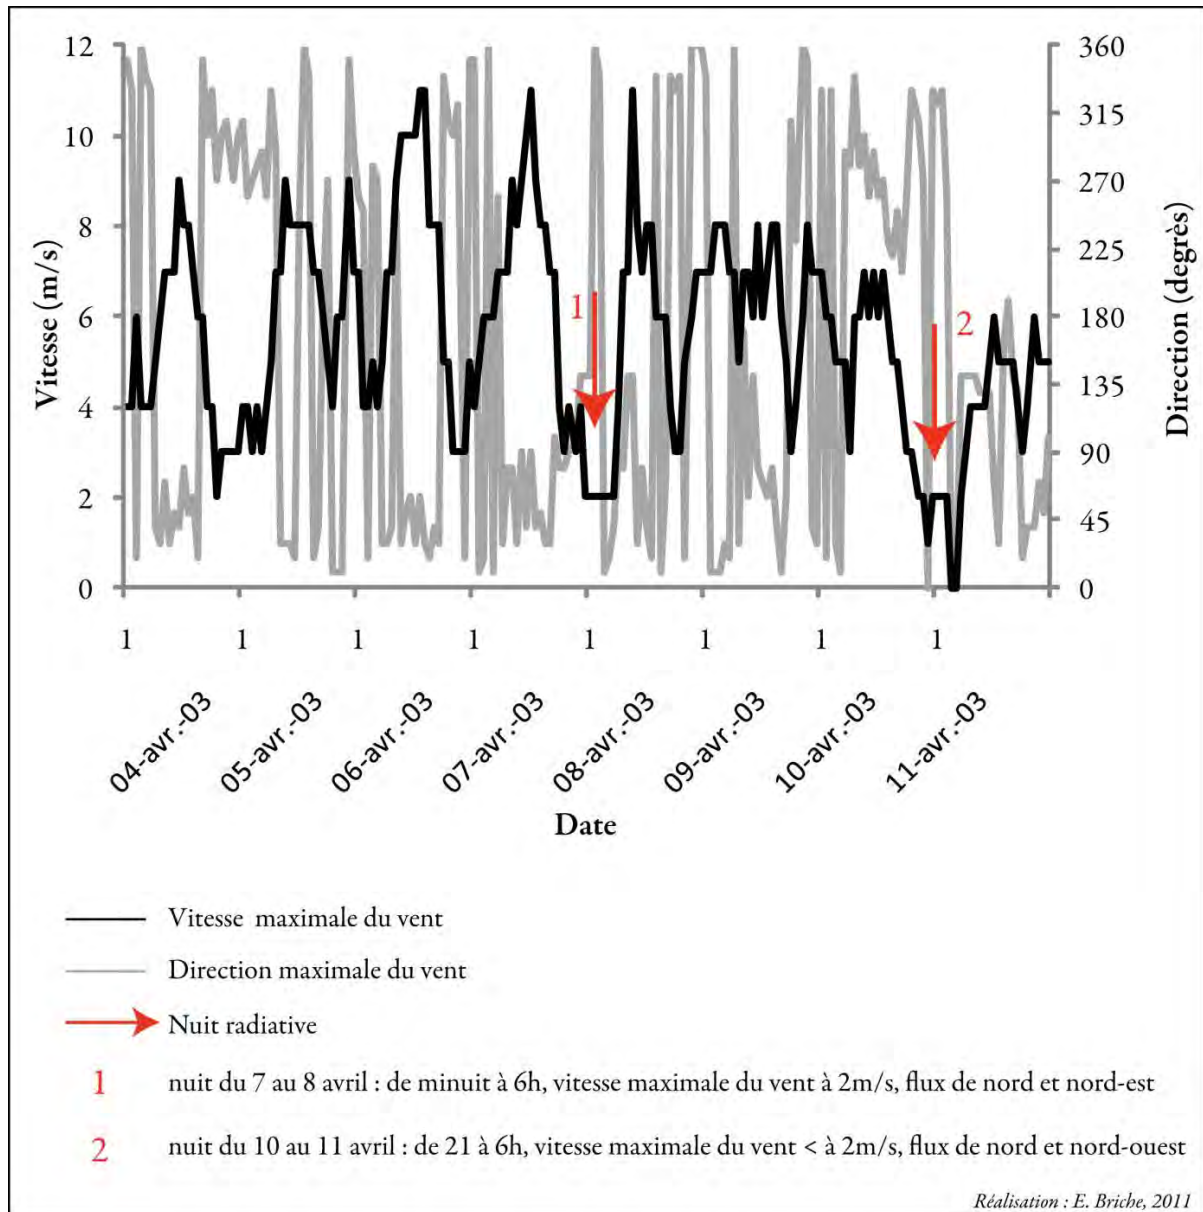 12
10
8
6
4
2
0
Vitesse (m/s)
360
315
270
225
180
135
90
45
0
Direction (degrès)
1
2
1 1 1 1 1 1 1 1
04-avr.-03
05-avr.-03
06-avr.-03
07-avr.-03
08-avr.-03
09-avr.-03
10-avr.-03
11-avr.-03
Date
Vitesse maximale du vent
Direction maximale du vent
Nuit radiative
1 nuit du 7 au 8 avril : de minuit à 6h, vitesse maximale du vent à 2m/s, flux de nord et nord-est
2 nuit du 10 au 11 avril : de 21 à 6h, vitesse maximale du vent < à 2m/s, flux de nord et nord-ouest
Réalisation : E. Briche, 2011